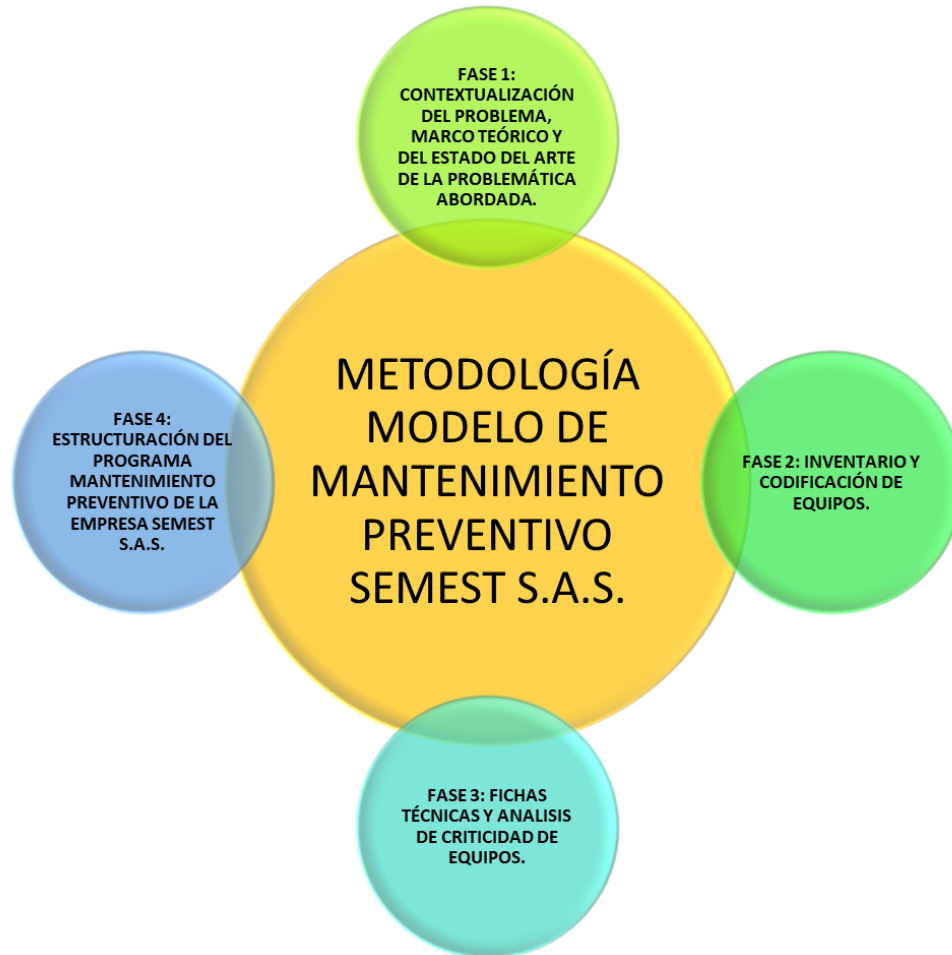 FASE 1:
CONTEXTUALIZACIÓN
DEL PROBLEMA,
MARCO TEÓRICO Y
DEL ESTADO DEL ARTE
DE LA PROBLEMÁTICA
ABORDADA.
METODOLOGÍA
MODELO DE
MANTENIMIENTO
PREVENTIVO
SEMEST S.A.S.
FASE 2: INVENTARIO Y
CODIFICACIÓN DE
EQUIPOS.
FASE 3: FICHAS
TÉCNICAS Y ANALISIS
DE CRITICIDAD DE
EQUIPOS.
FASE 4:
ESTRUCTURACIÓN DEL
PROGRAMA
MANTENIMIENTO
PREVENTIVO DE LA
EMPRESA SEMEST
S.A.S.